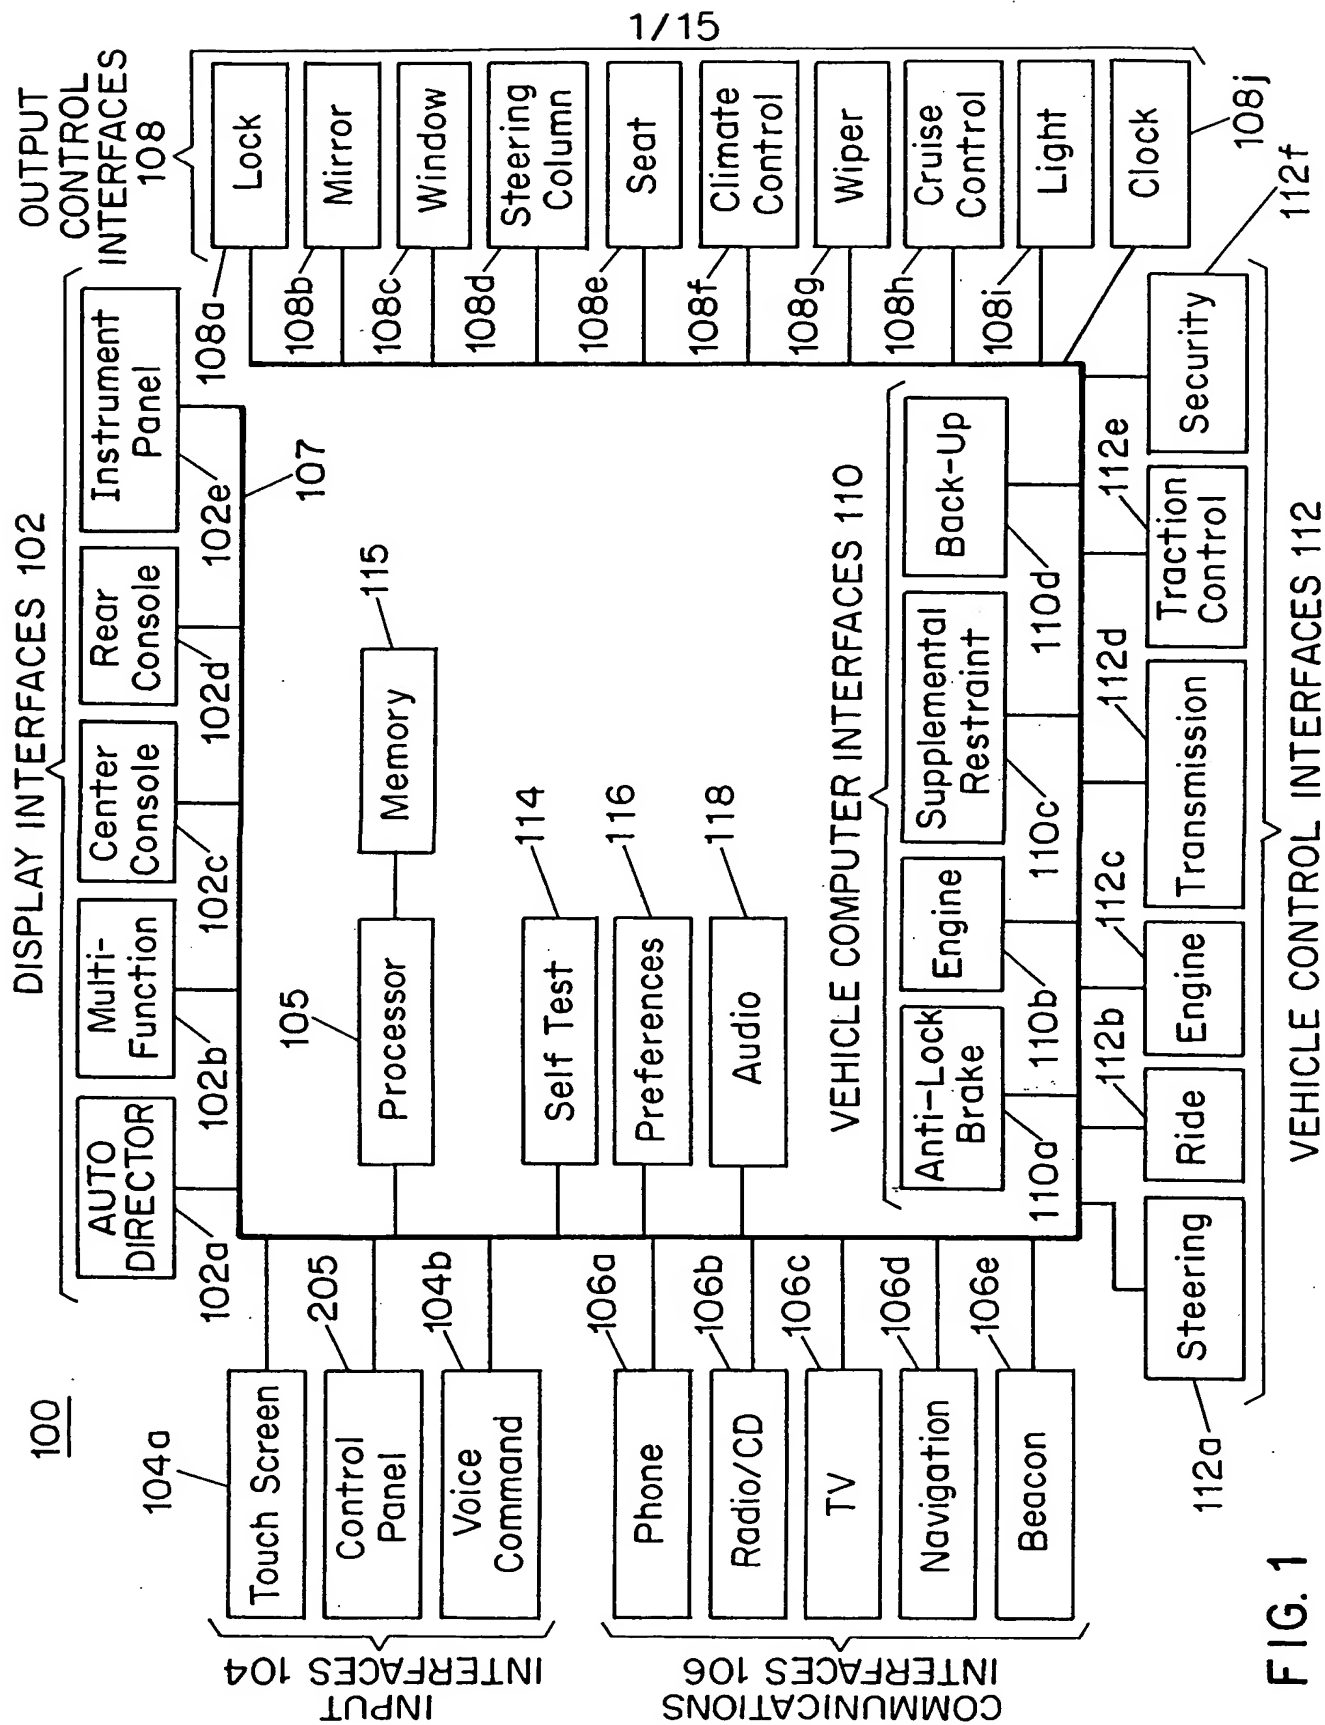 1/15
100
DISPLAY INTERFACES 102
AUTO
DIRECTOR
102a
Multi-
Function
102b
Center
Console
102c
Rear
Console
102d
Instrument
Panel
102e
107
OUTPUT
CONTROL
INTERFACES
108
Lock
108a
Mirror
108b
Window
108c
Steering
Column
108d
Seat
108e
Climate
Control
108f
Wiper
108g
Cruise
Control
108h
Light
108i
Clock
108j
INPUT
INTERFACES 104
104a
Touch Screen
205
Control
Panel
104b
Voice
Command
105
Processor
115
Memory
114
Self Test
116
Preferences
118
Audio
COMMUNICATIONS
INTERFACES 106
106a
Phone
106b
Radio/CD
106c
TV
106d
Navigation
106e
Beacon
VEHICLE COMPUTER INTERFACES 110
Anti-Lock
Brake
110a
Engine
110b
Supplemental
Restraint
110c
Back-Up
110d
112a
Steering
112b
Ride
112c
Engine
112d
Transmission
112e
Traction
Control
112f
Security
VEHICLE CONTROL INTERFACES 112
FIG. 1